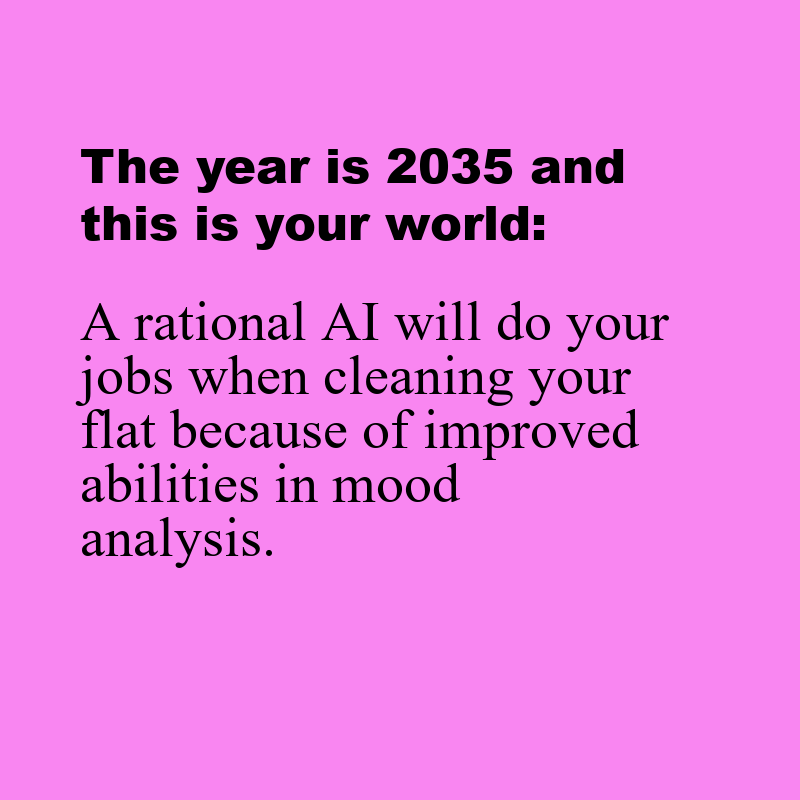 The year is 2035 and
this is your world:
A rational AI will do your
jobs when cleaning your
flat because of improved
abilities in mood
analysis.